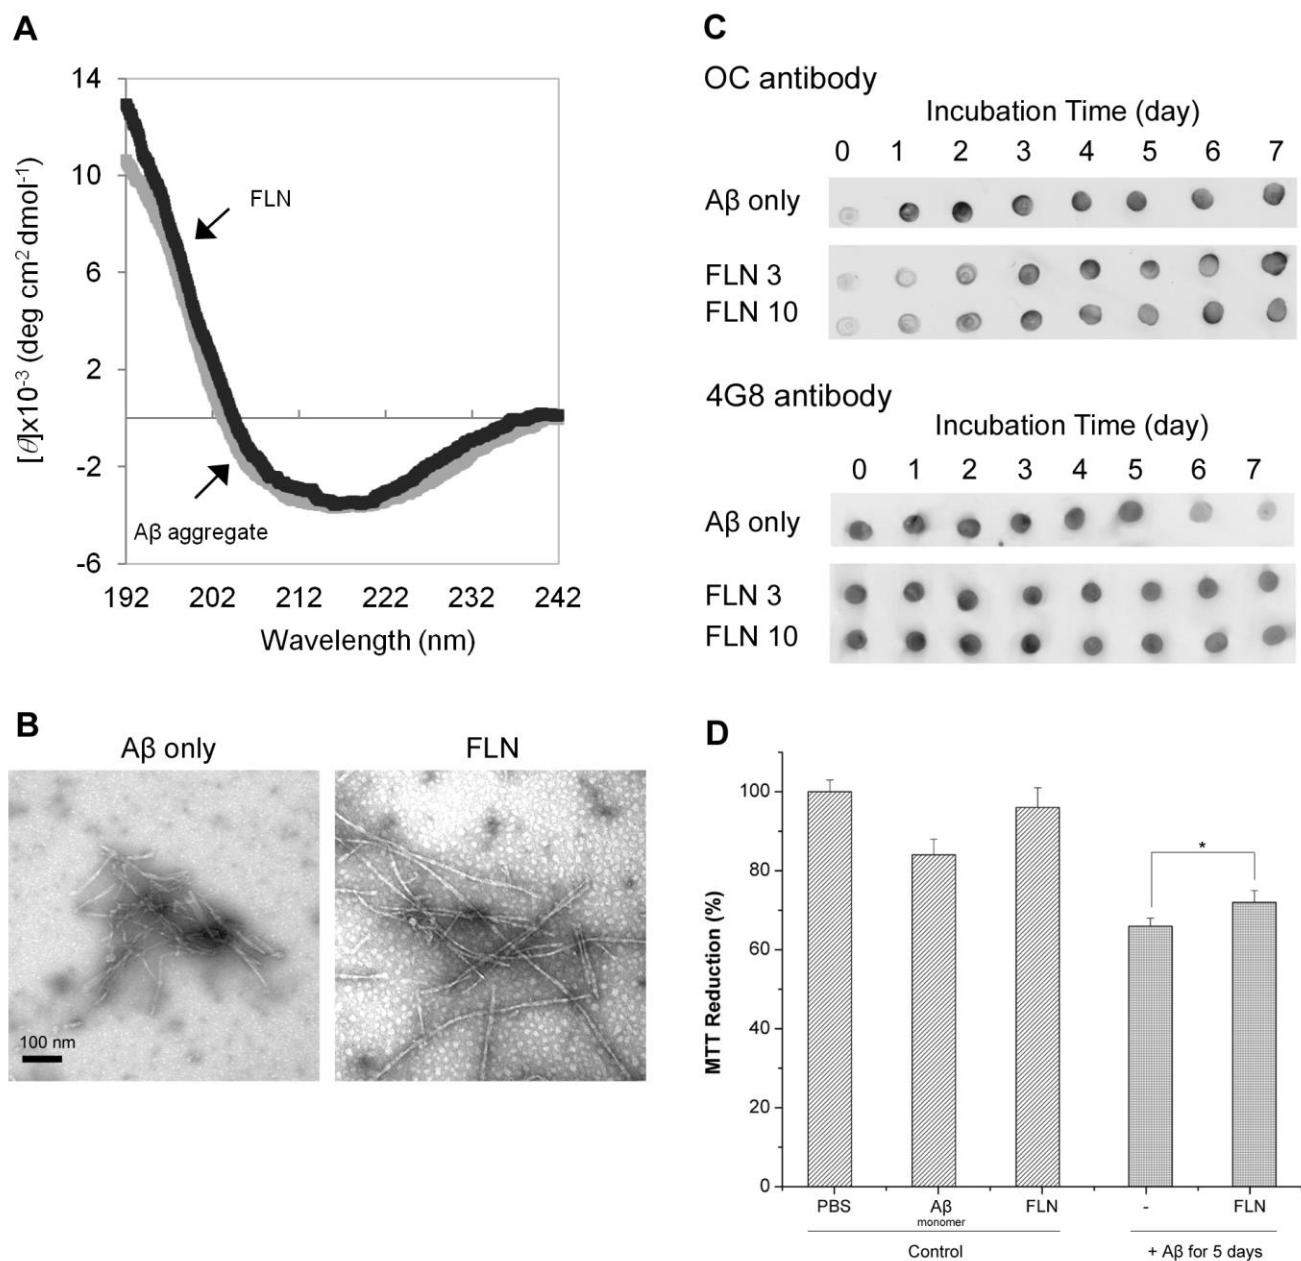 A
14
10
6
2
-2
-6
[θ]x10⁻³ (deg cm² dmol⁻¹)
FLN
Aβ aggregate
192 202 212 222 232 242
Wavelength (nm)
B
Aβ only
FLN
100 nm
C
OC antibody
Incubation Time (day)
0 1 2 3 4 5 6 7
Aβ only
FLN 3
FLN 10
4G8 antibody
Incubation Time (day)
0 1 2 3 4 5 6 7
Aβ only
FLN 3
FLN 10
D
MTT Reduction (%)
100
80
60
40
20
0
*
PBS Aβ FLN - FLN
monomer
Control + Aβ for 5 days